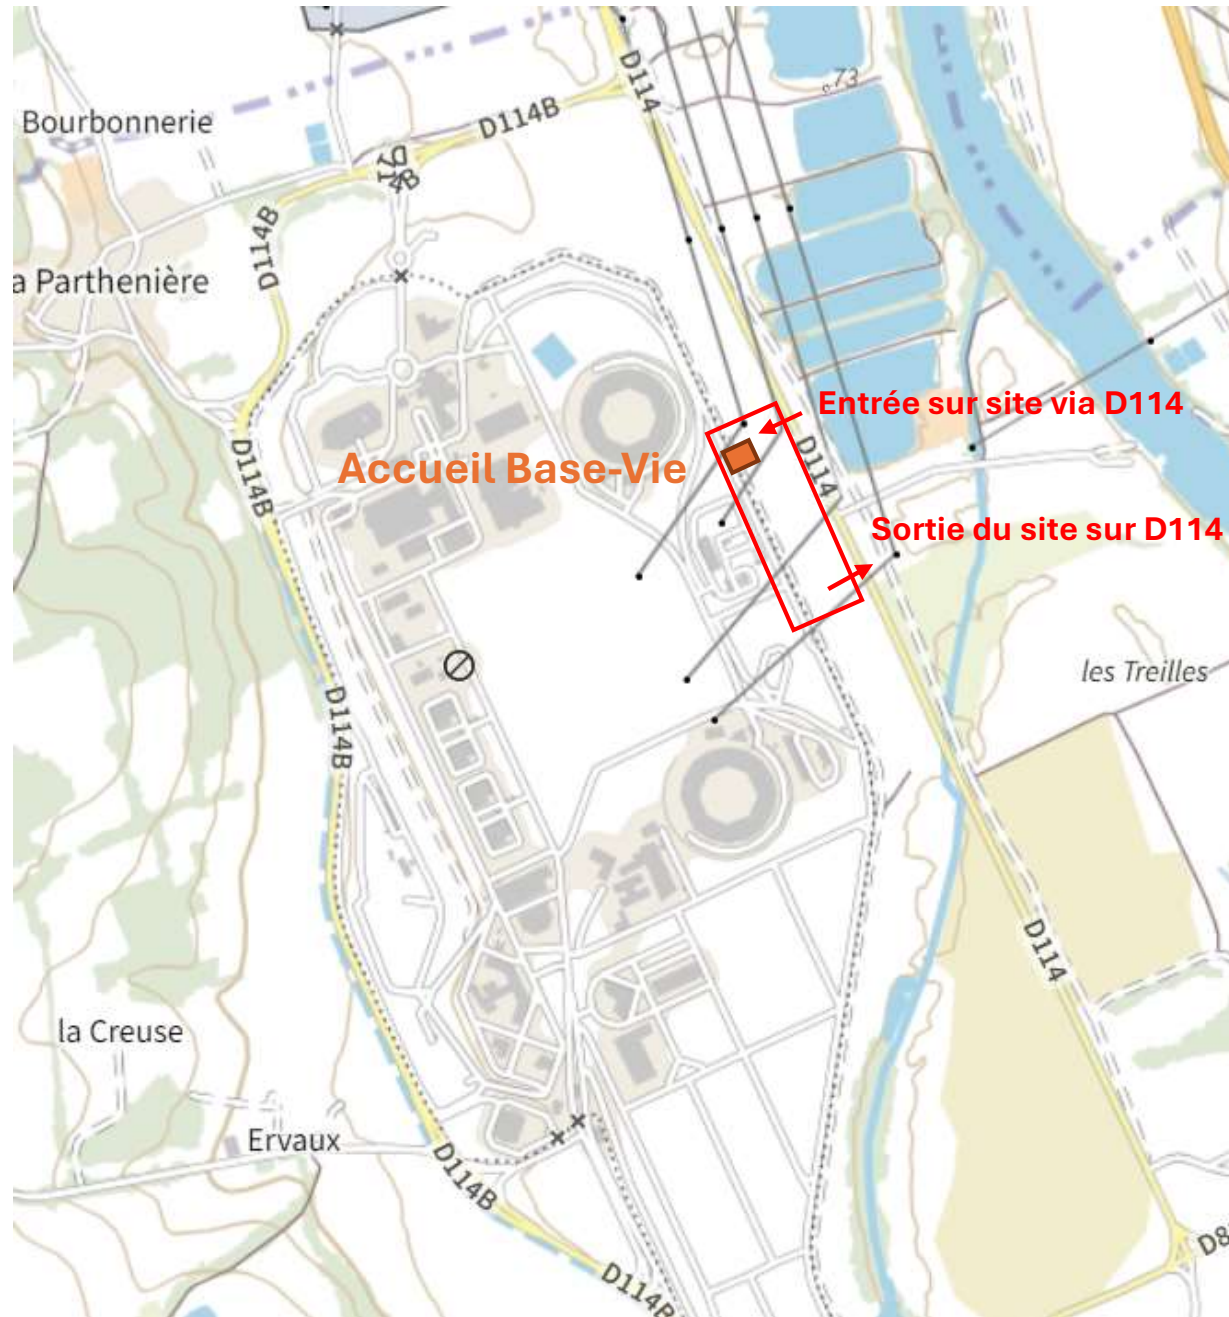 D114
73
D114B
Bourbonnerie
D114B
D114B
a Parthenière
Entrée sur site via D114
Accueil Base-Vie
D114
D114B
Sortie du site sur D114
les Treilles
D114B
D114
la Creuse
Ervaux
D114B
D8
D114B